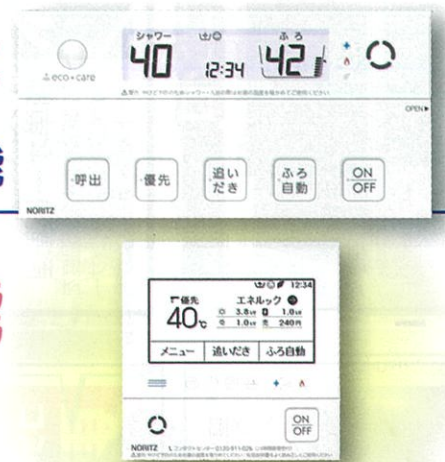 シャワー
ふろ
40
12:34
42
eco・care
OPEN▶
呼出
優先
追い
だき
ふろ
自動
ON
OFF
NORITZ
12:34
優先
エネルック
40℃
3.8
1.0
1.0
240円
メニュー
追いだき
ふろ自動
ON
OFF
NORITZ